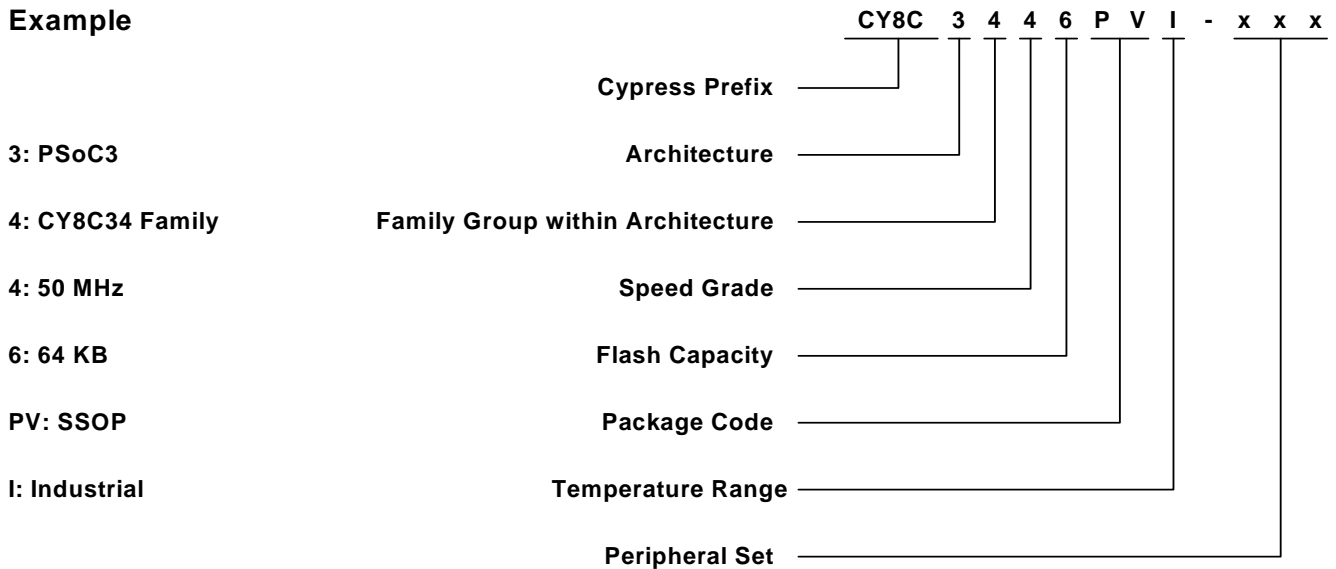 Example CY8C 3 4 4 6 P V I - x x x
Cypress Prefix
3: PSoC3 Architecture
4: CY8C34 Family Family Group within Architecture
4: 50 MHz Speed Grade
6: 64 KB Flash Capacity
PV: SSOP Package Code
I: Industrial Temperature Range
Peripheral Set